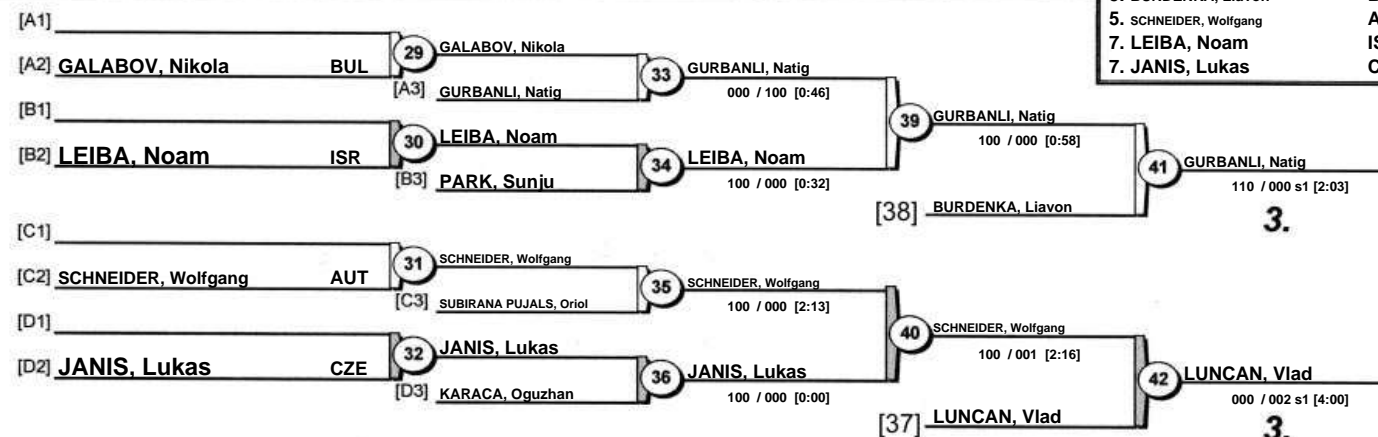 5. SCHNEIDER, Wolfgang A
7. LEIBA, Noam IS
7. JANIS, Lukas C
[A1]
[A2] GALABOV, Nikola BUL
29
GALABOV, Nikola
[A3] GURBANLI, Natig
33
GURBANLI, Natig
000 / 100 [0:46]
[B1]
[B2] LEIBA, Noam ISR
30
LEIBA, Noam
[B3] PARK, Sunju
34
LEIBA, Noam
100 / 000 [0:32]
39
GURBANLI, Natig
100 / 000 [0:58]
[38] BURDENKA, Liavon
41
GURBANLI, Natig
110 / 000 s1 [2:03]
3.
[C1]
[C2] SCHNEIDER, Wolfgang AUT
31
SCHNEIDER, Wolfgang
[C3] SUBIRANA PUJALS, Oriol
35
SCHNEIDER, Wolfgang
100 / 000 [2:13]
[D1]
[D2] JANIS, Lukas CZE
32
JANIS, Lukas
[D3] KARACA, Oguzhan
36
JANIS, Lukas
100 / 000 [0:00]
40
SCHNEIDER, Wolfgang
100 / 001 [2:16]
[37] LUNCAN, Vlad
42
LUNCAN, Vlad
000 / 002 s1 [4:00]
3.